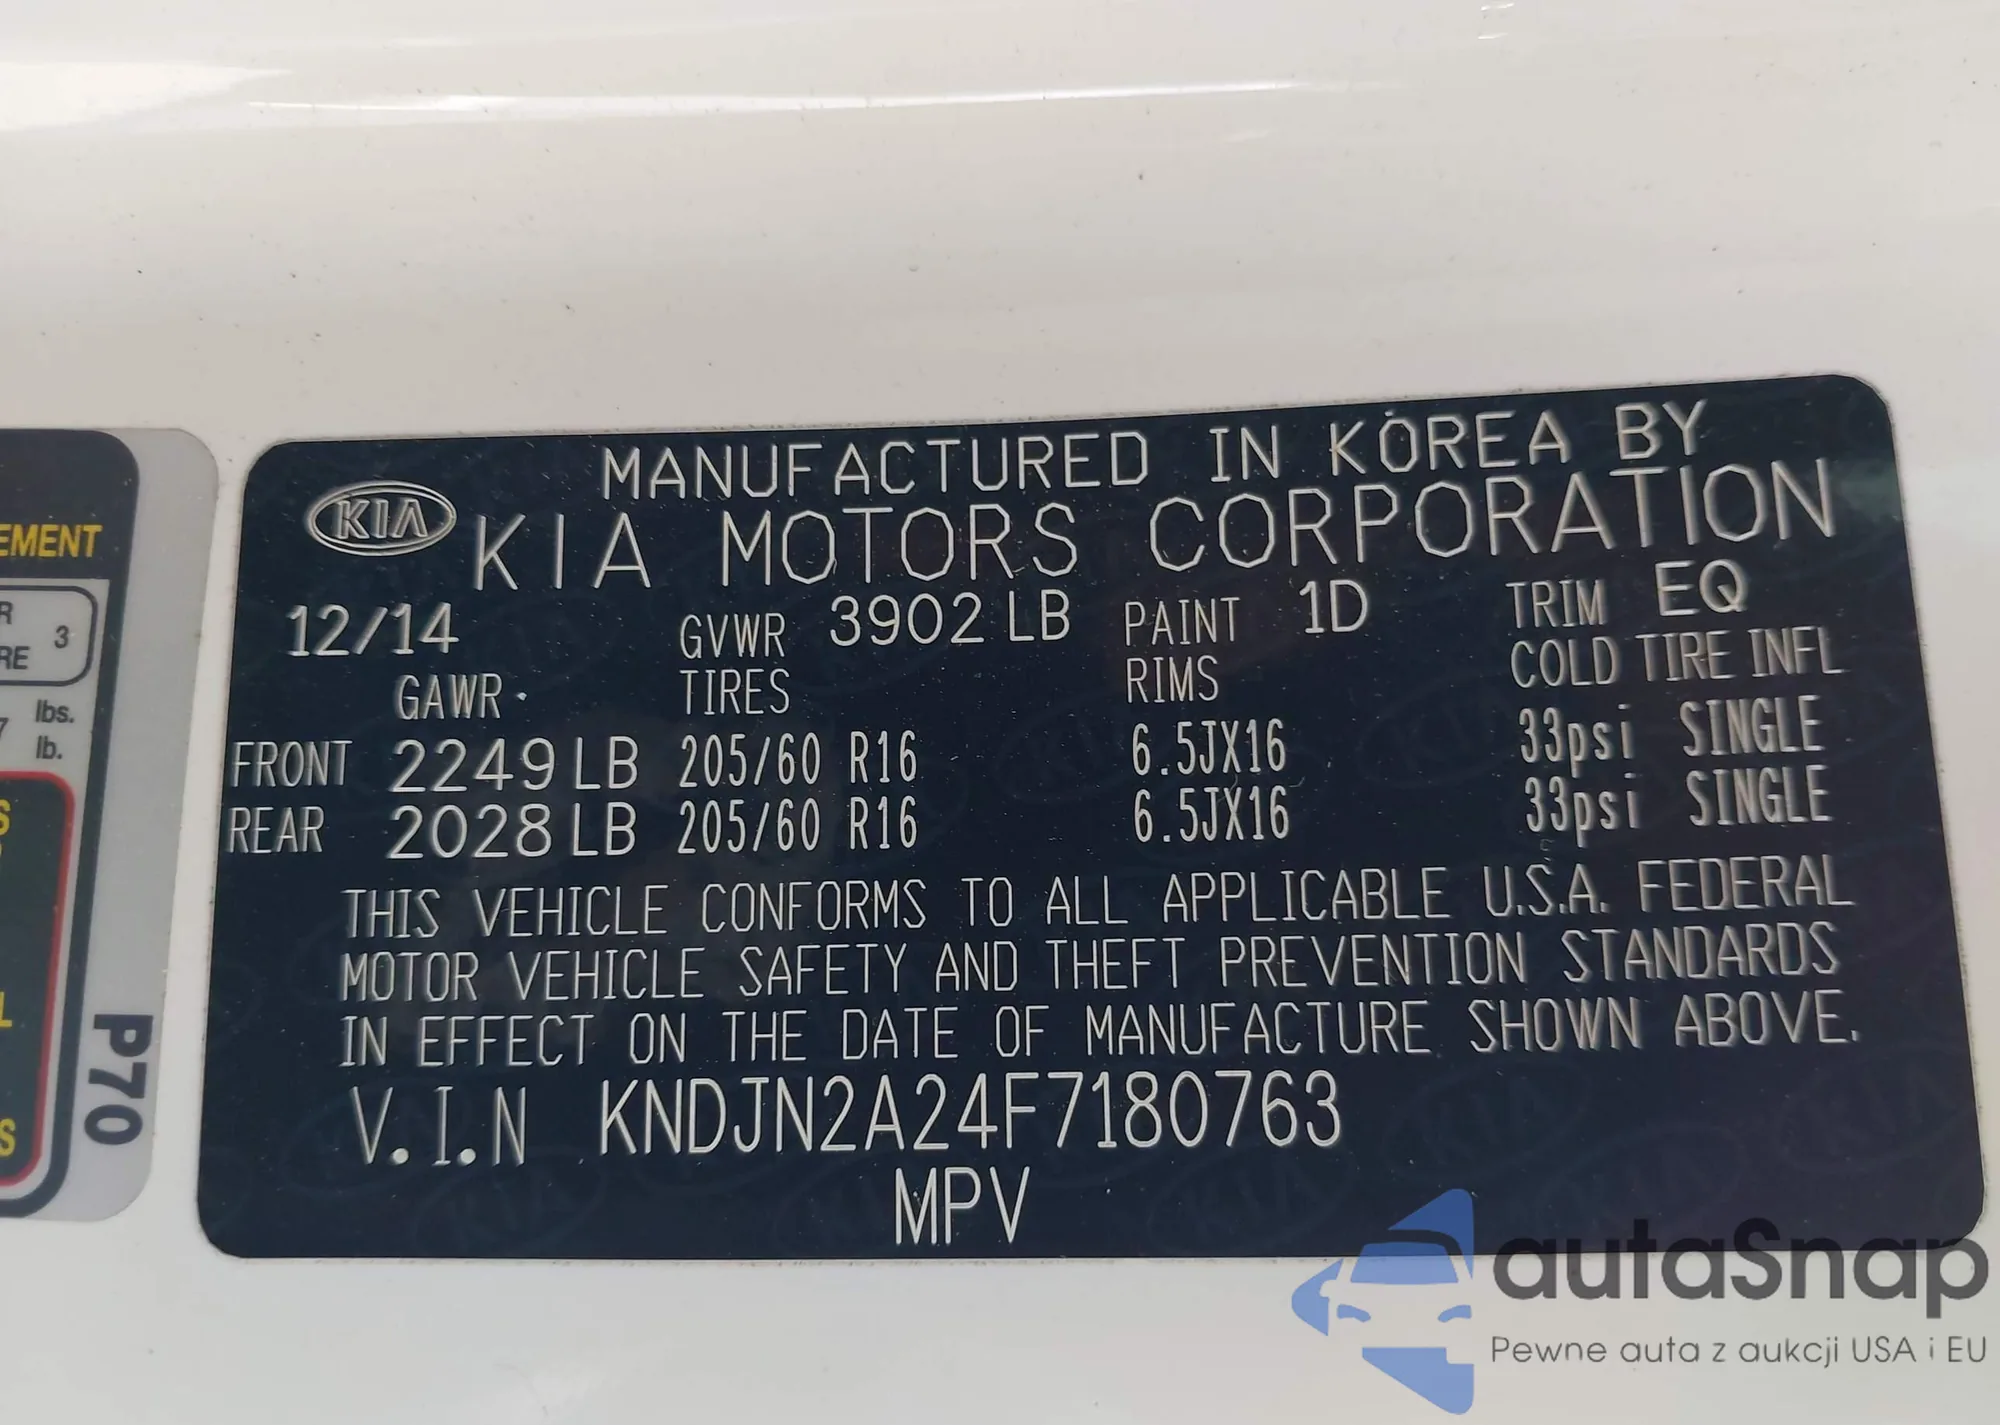 MANUFACTURED IN KOREA BY
KIA KIA MOTORS CORPORATION
12/14 GVWR 3902 LB PAINT 1D TRIM EQ
GAWR TIRES RIMS COLD TIRE INFL
FRONT 2249 LB 205/60 R16 6.5JX16 33psi SINGLE
REAR 2028 LB 205/60 R16 6.5JX16 33psi SINGLE
THIS VEHICLE CONFORMS TO ALL APPLICABLE U.S.A. FEDERAL
MOTOR VEHICLE SAFETY AND THEFT PREVENTION STANDARDS
IN EFFECT ON THE DATE OF MANUFACTURE SHOWN ABOVE.
V.I.N KNDJN2A24F7180763
MPV
3
lbs.
lb.
P70
autaSnap
Pewne auta z aukcji USA i EU